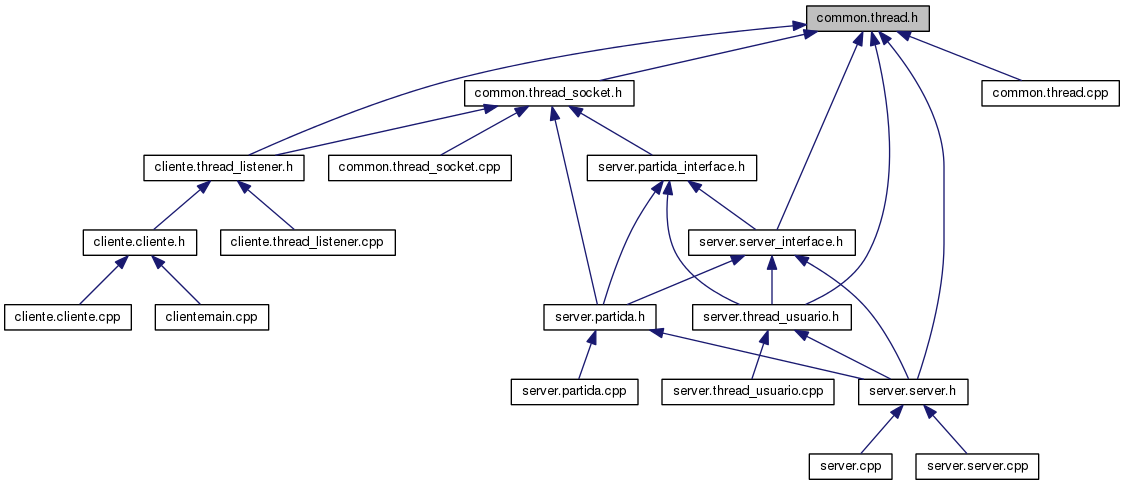 common.thread.h
common.thread_socket.h
common.thread.cpp
cliente.thread_listener.h
common.thread_socket.cpp
server.partida_interface.h
cliente.cliente.h
cliente.thread_listener.cpp
server.server_interface.h
cliente.cliente.cpp
clientemain.cpp
server.partida.h
server.thread_usuario.h
server.partida.cpp
server.thread_usuario.cpp
server.server.h
server.cpp
server.server.cpp